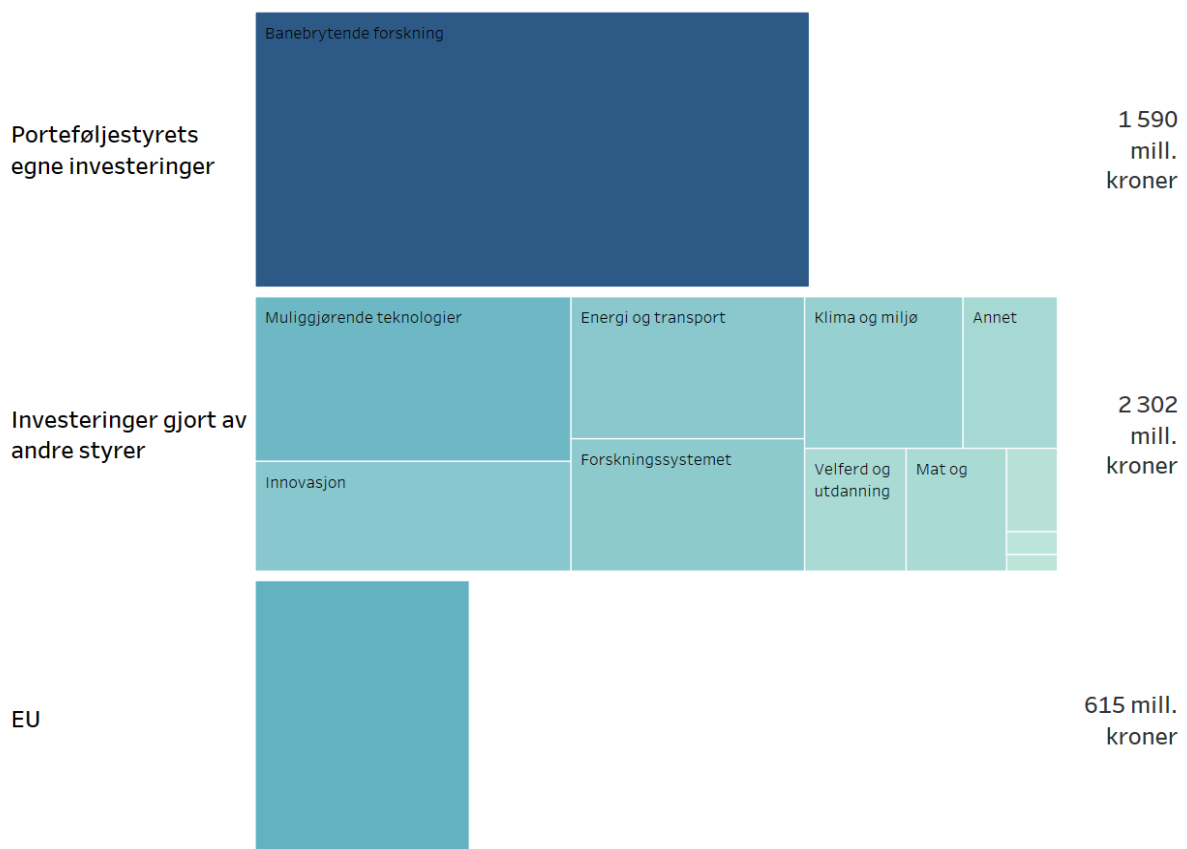 Banebrytende forskning
Porteføljestyrets
egne investeringer
1 590
mill.
kroner
Muliggjørende teknologier
Energi og transport
Klima og miljø
Annet
Investeringer gjort av
andre styrer
2 302
mill.
kroner
Innovasjon
Forskningssystemet
Velferd og
utdanning
Mat og
EU
615 mill.
kroner